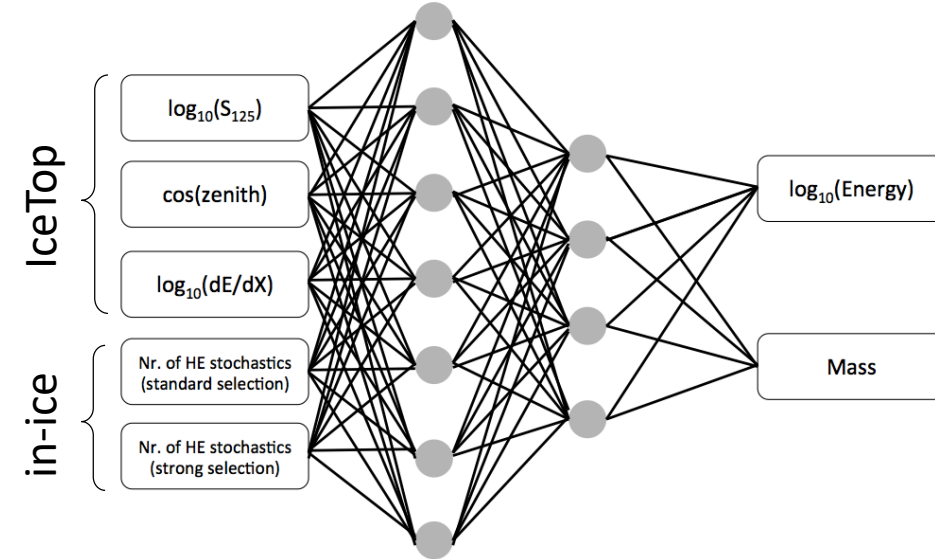 IceTop
log₁₀(S₁₂₅)
cos(zenith)
log₁₀(dE/dX)
in-ice
Nr. of HE stochastics
(standard selection)
Nr. of HE stochastics
(strong selection)
log₁₀(Energy)
Mass